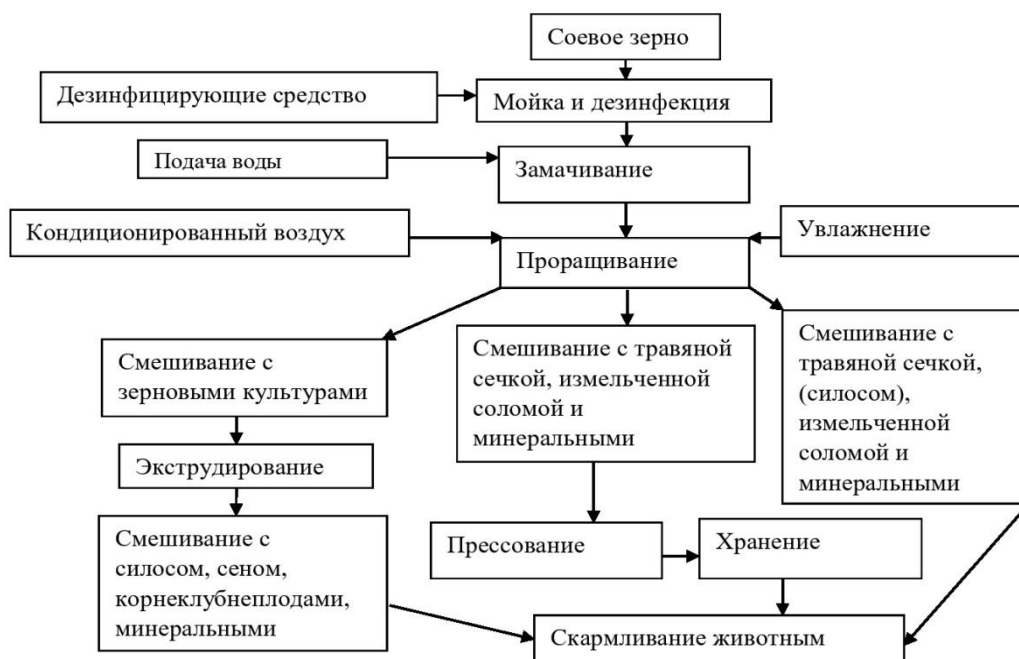 Соевое зерно
Дезинфицирующие средство
Мойка и дезинфекция
Подача воды
Замачивание
Кондиционированный воздух
Увлажнение
Проращивание
Смешивание с
зерновыми культурами
Смешивание с травяной
сечкой, измельченной
соломой и
минеральными
Смешивание с
травяной сечкой,
(силосом),
измельченной
соломой и
минеральными
Экструдирование
Смешивание с
силосом, сеном,
корнеклубнеплодами,
минеральными
Прессование
Хранение
Скармливание животным